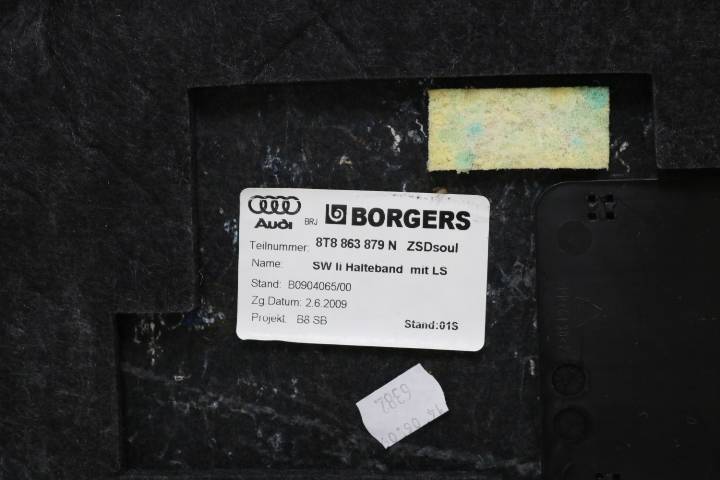 Audi BRJ BORGERS
Teilnummer: 8T8 863 879 N ZSDsoul
Name: SW li Halteband mit LS
Stand: B0904065/00
Zg Datum: 2.6.2009
Projekt: B8 SB Stand:01S
6382